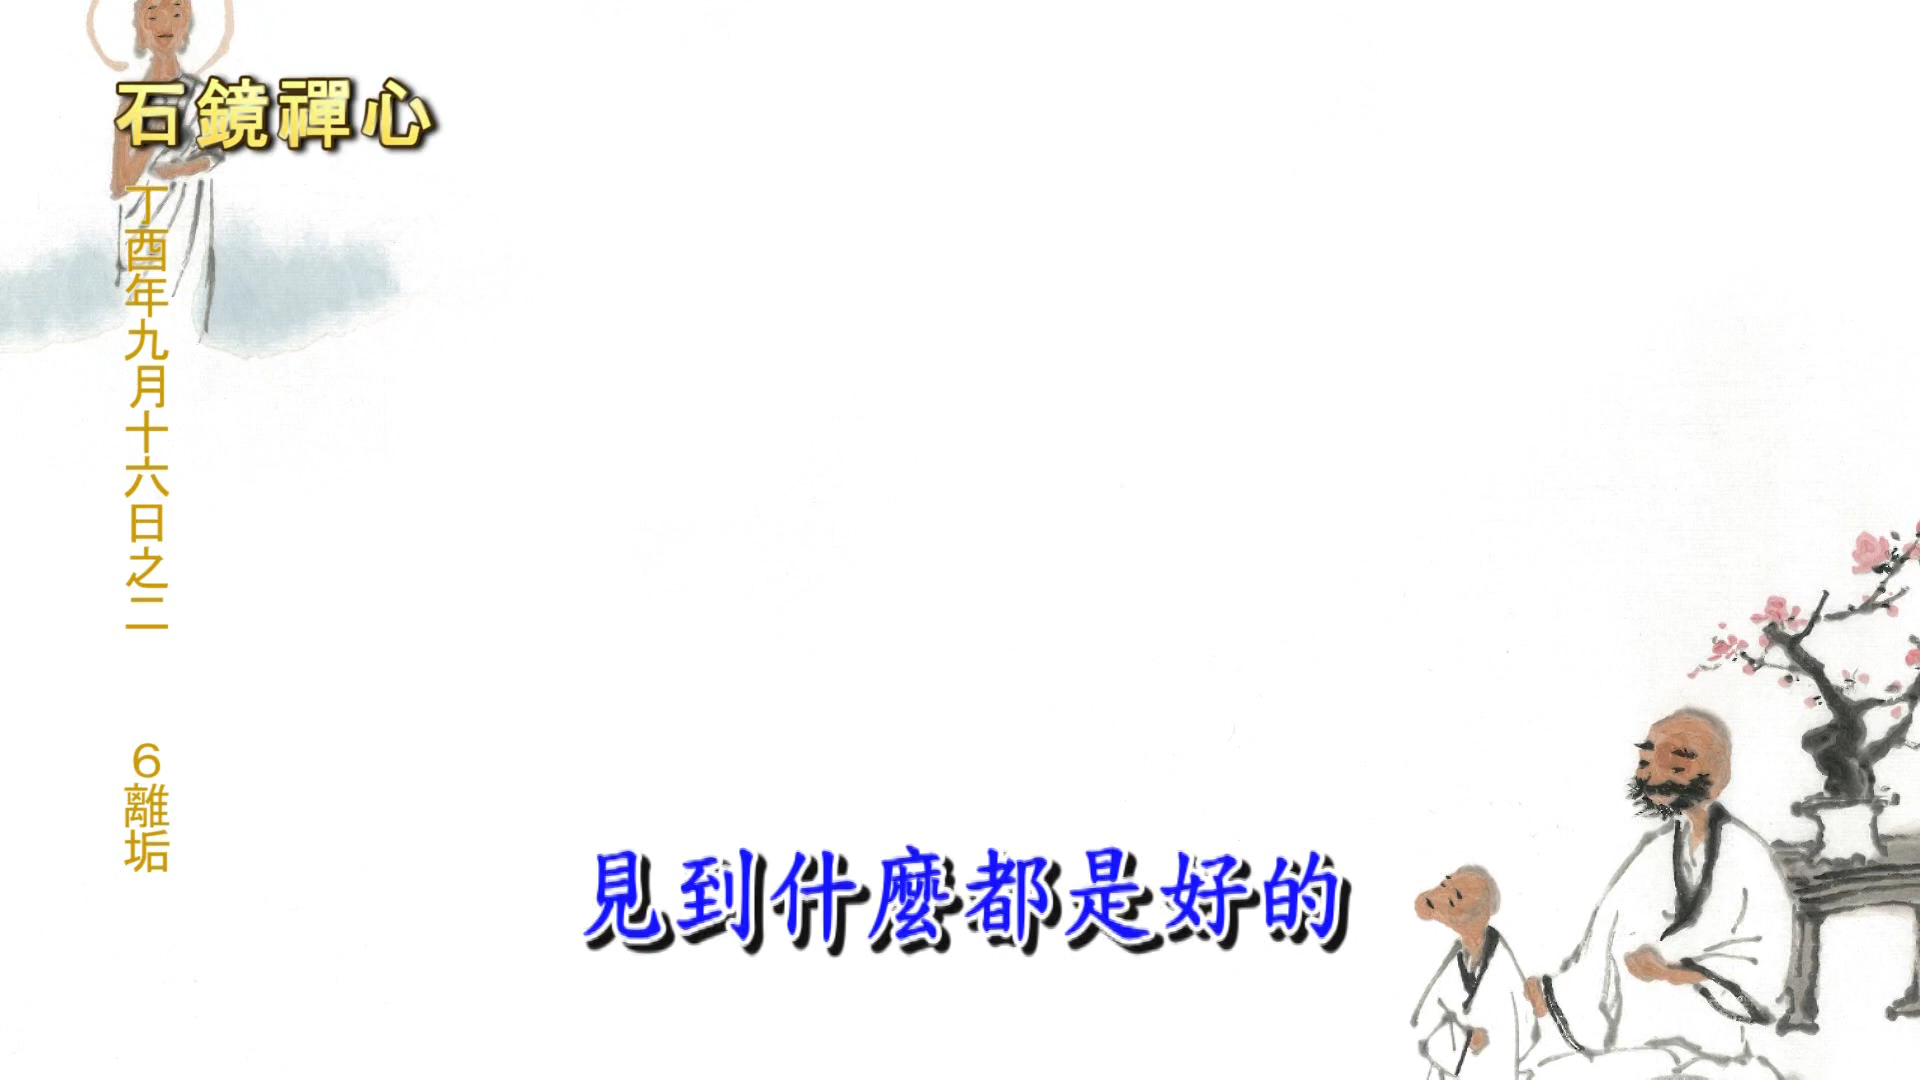 石鏡禪心
丁酉年九月十六日之二
6離垢
見到什麼都是好的